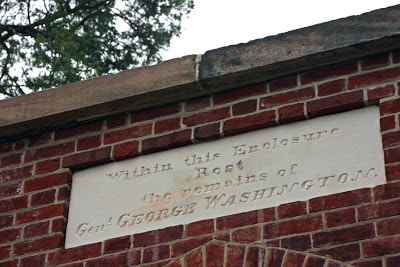 Within this Enclosure
Rest
the remains of
Genl. GEORGE WASHINGTON.